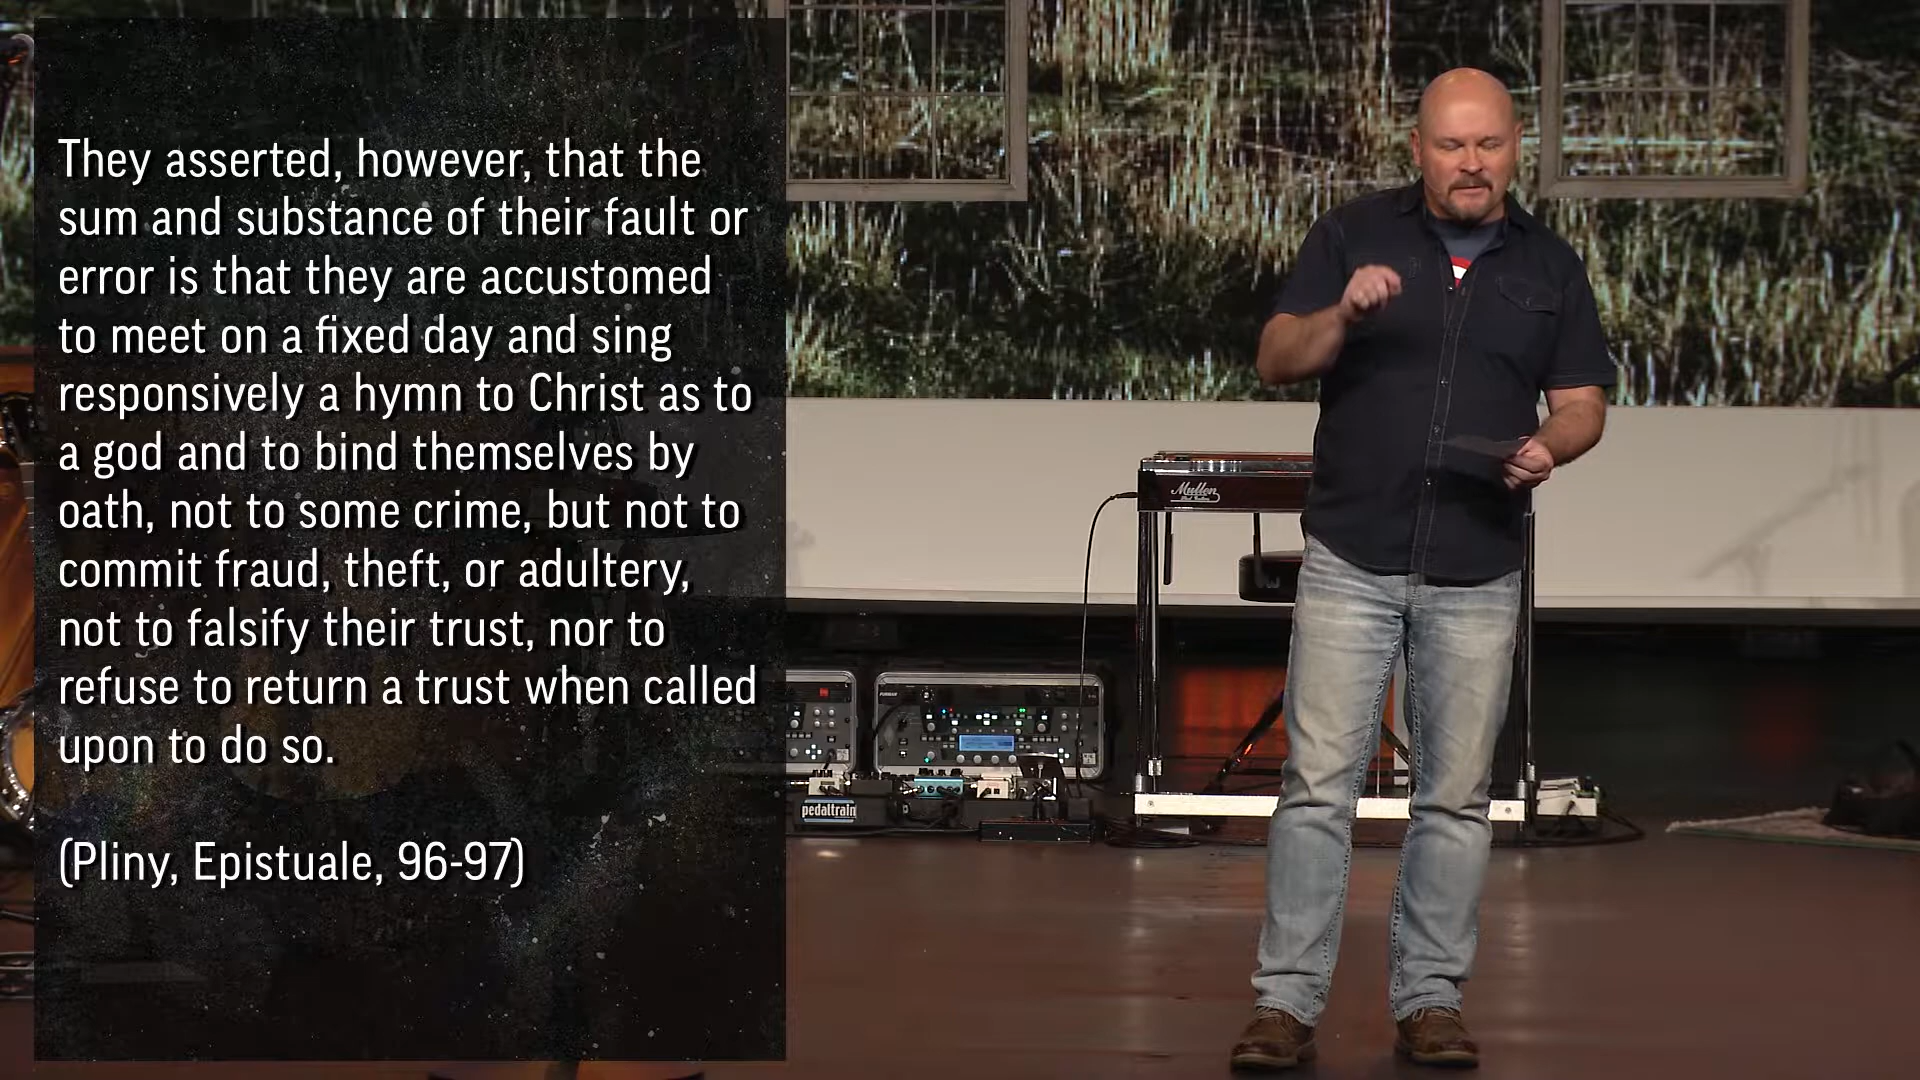 They asserted, however, that the
sum and substance of their fault or
error is that they are accustomed
to meet on a fixed day and sing
responsively a hymn to Christ as to
a god and to bind themselves by
oath, not to some crime, but not to
commit fraud, theft, or adultery,
not to falsify their trust, nor to
refuse to return a trust when called
upon to do so.
(Pliny, Epistuale, 96-97)
Mullen
pedaltrain